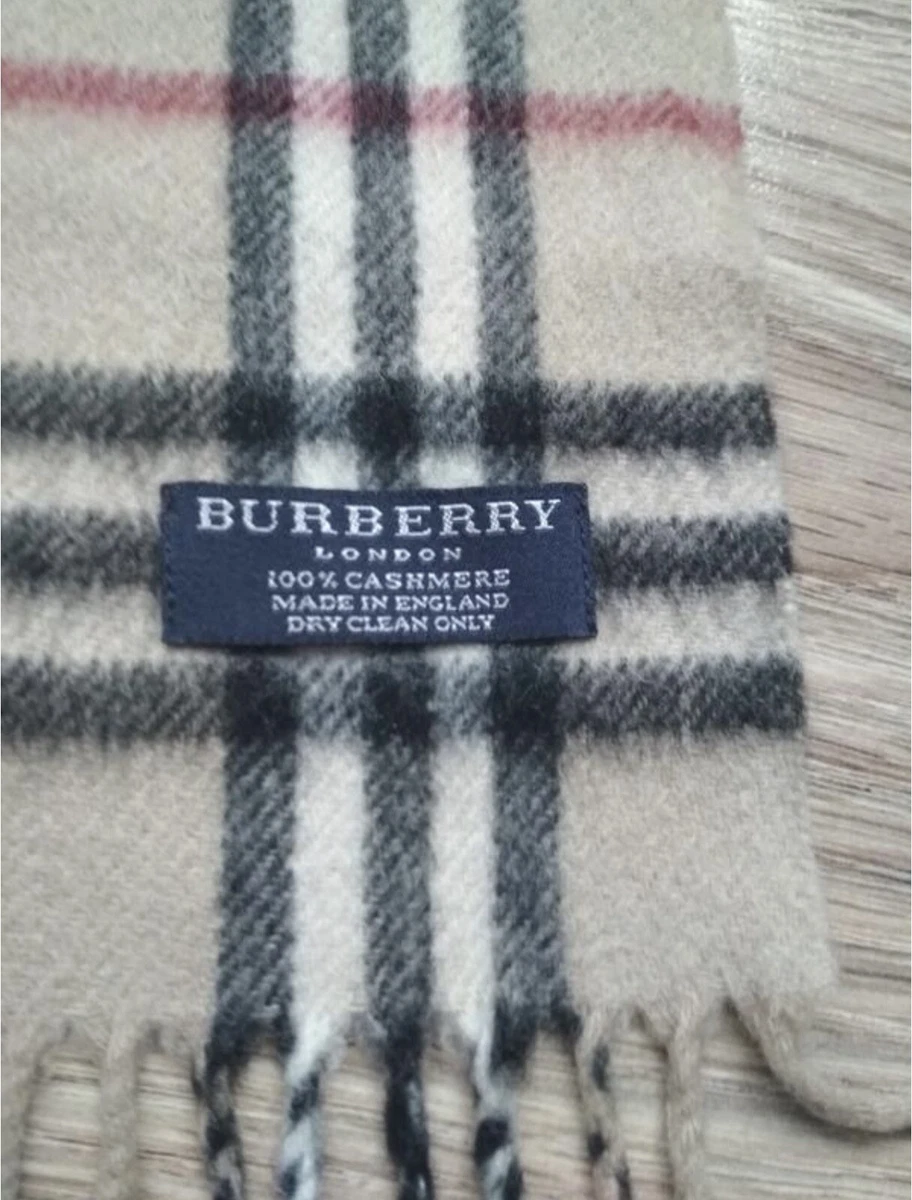 BURBERRY
LONDON
100% CASHMERE
MADE IN ENGLAND
DRY CLEAN ONLY